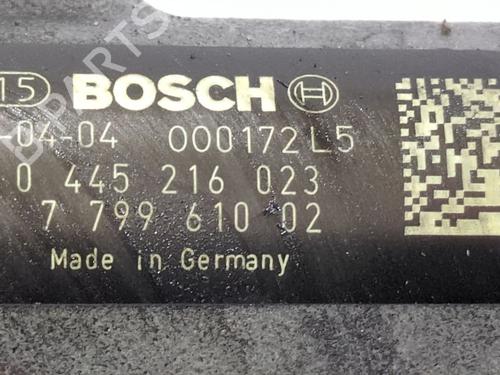 15 BOSCH
-04-04 000172L5
0 445 216 023
7 799 610 02
Made in Germany